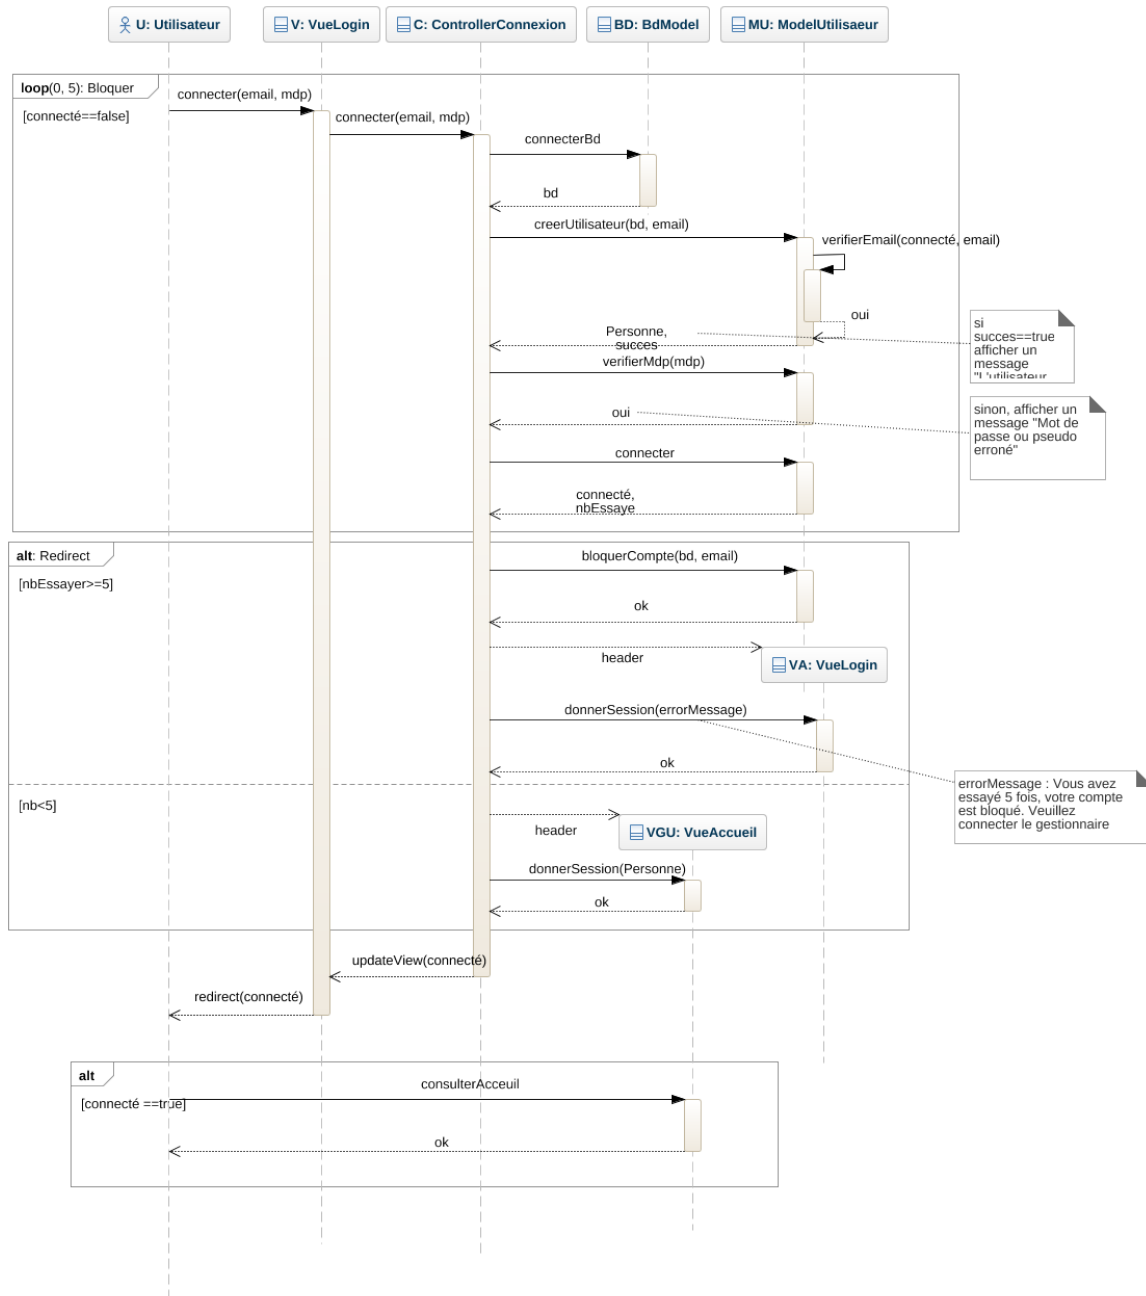 U: Utilisateur
V: VueLogin
C: ControllerConnexion
BD: BdModel
MU: ModelUtilisaeur
loop(0, 5): Bloquer
[connecté==false]
connecter(email, mdp)
connecter(email, mdp)
connecterBd
bd
creerUtilisateur(bd, email)
verifierEmail(connecté, email)
oui
Personne,
succes
si
succes==true
afficher un
message
"L'utilisateur
verifierMdp(mdp)
oui
sinon, afficher un
message "Mot de
passe ou pseudo
erroné"
connecter
connecté,
nbEssaye
alt: Redirect
[nbEssayer>=5]
bloquerCompte(bd, email)
ok
header
VA: VueLogin
donnerSession(errorMessage)
ok
errorMessage : Vous avez
essayé 5 fois, votre compte
est bloqué. Veuillez
connecter le gestionnaire
[nb<5]
header
VGU: VueAccueil
donnerSession(Personne)
ok
updateView(connecté)
redirect(connecté)
alt
[connecté ==true]
consulterAcceuil
ok